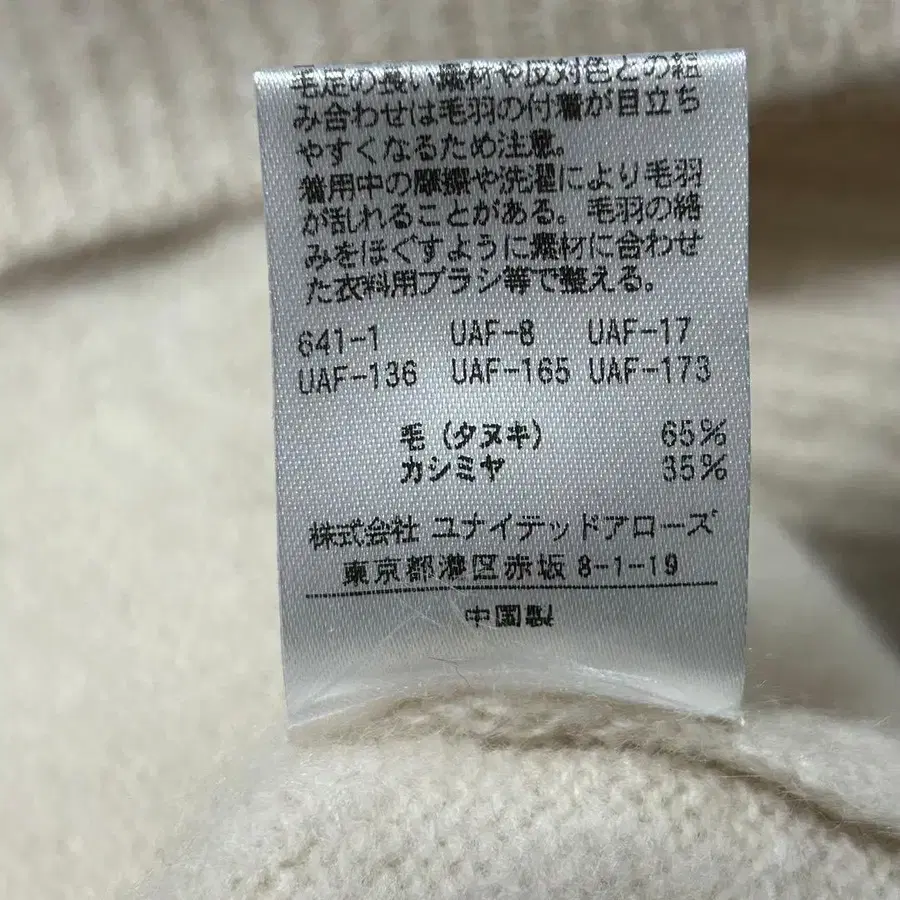 毛足の長い素材や反対色との組
み合わせは毛羽の付着が目立ち
やすくなるため注意。
着用中の摩擦や洗濯により毛羽
が乱れることがある。毛羽の絡
みをほぐすように素材に合わせ
た衣料用ブラシ等で整える。
641-1 UAF-8 UAF-17
UAF-136 UAF-165 UAF-173
毛(タヌキ) 65%
カシミヤ 35%
株式会社 ユナイテッドアローズ
東京都港区赤坂 8-1-19
中国製